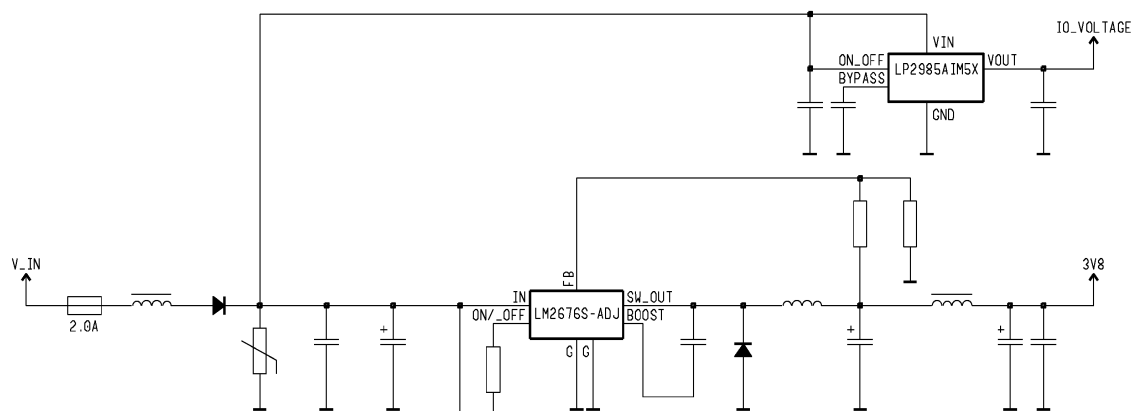 IO_VOLTAGE
VIN
ON_OFF
LP2985AIM5X
VOUT
BYPASS
GND
V_IN
FB
3V8
IN
SW_OUT
2.0A
ON/_OFF
LM2676S-ADJ
BOOST
+
+
+
G G